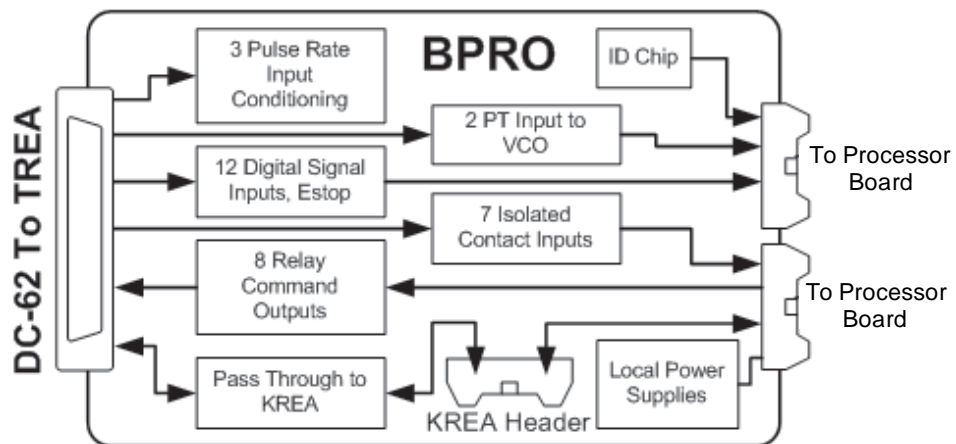 3 Pulse Rate
Input
Conditioning
BPRO
ID Chip
2 PT Input to
VCO
To Processor
Board
12 Digital Signal
Inputs, Estop
7 Isolated
Contact Inputs
DC-62 To TREA
8 Relay
Command
Outputs
To Processor
Board
Pass Through to
KREA
KREA Header
Local Power
Supplies